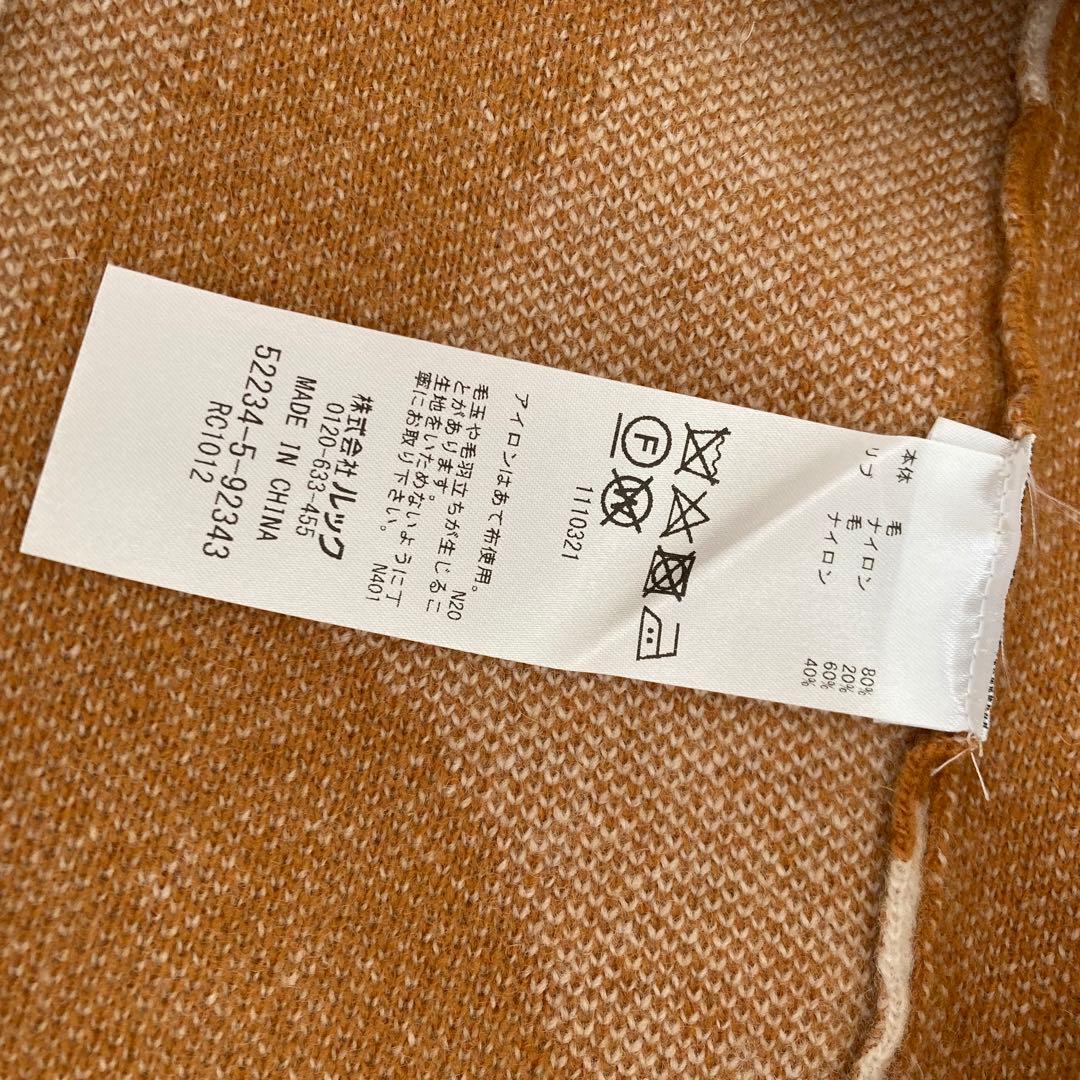 本体 毛 80%
ナイロン 20%
リブ 毛 60%
ナイロン 40%
F
W
1110321
アイロンはあて布使用。
N20
毛玉や毛羽立ちが生じるこ
とがあります。
生地をいためないように丁
寧にお取り下さい。
N401
株式会社ルック
0120-633-455
MADE IN CHINA
52234-5-92343
RC1012